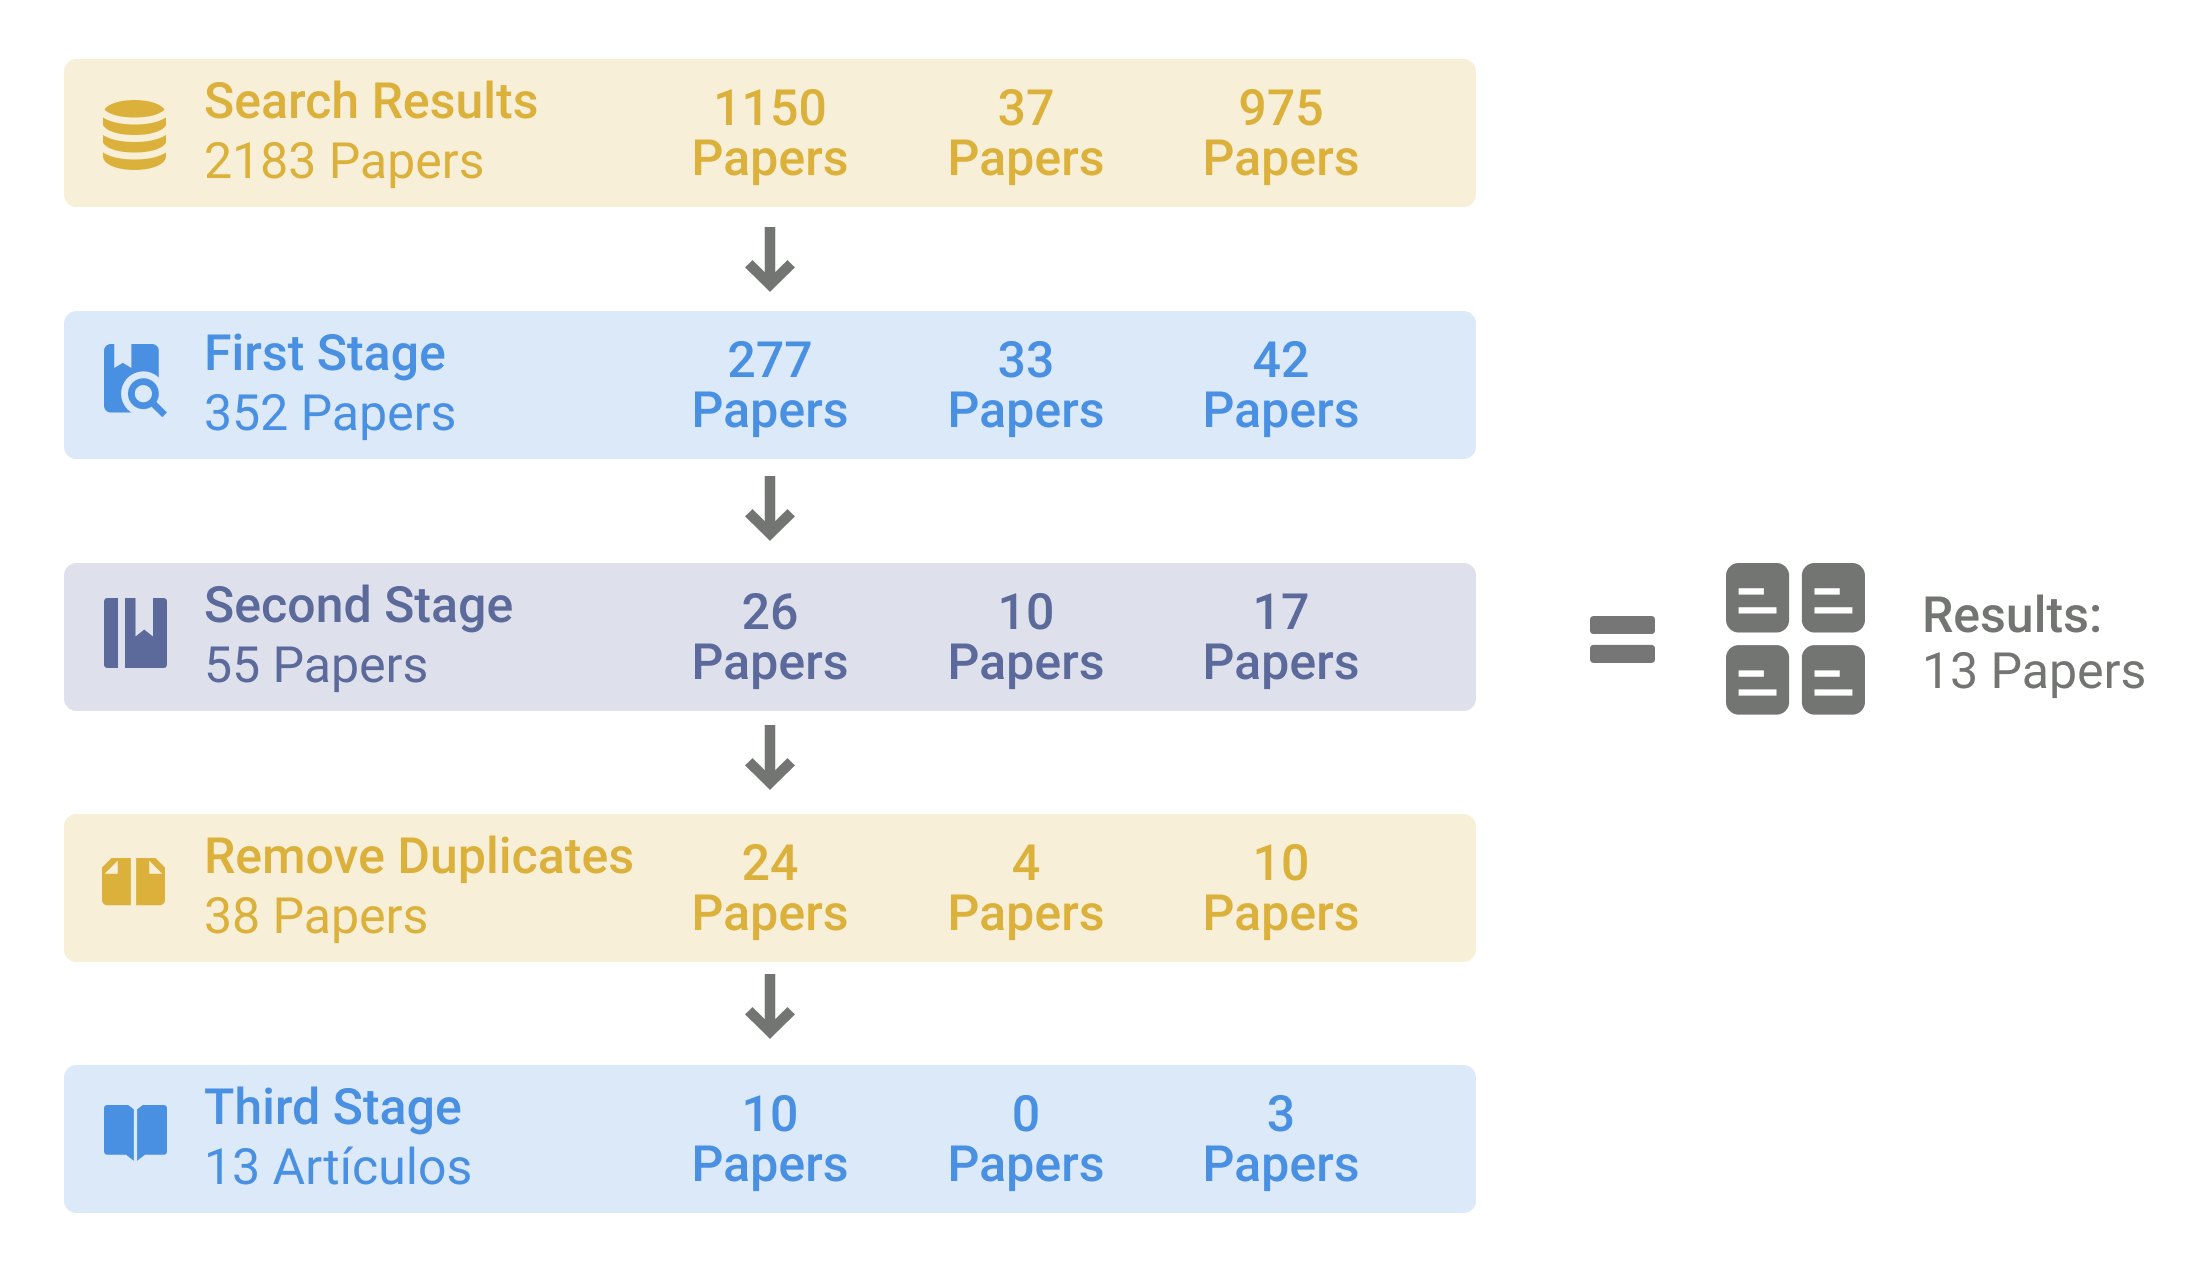 Search Results
2183 Papers
1150
Papers
37
Papers
975
Papers
First Stage
352 Papers
277
Papers
33
Papers
42
Papers
Second Stage
55 Papers
26
Papers
10
Papers
17
Papers
Results:
13 Papers
Remove Duplicates
38 Papers
24
Papers
4
Papers
10
Papers
Third Stage
13 Artículos
10
Papers
0
Papers
3
Papers